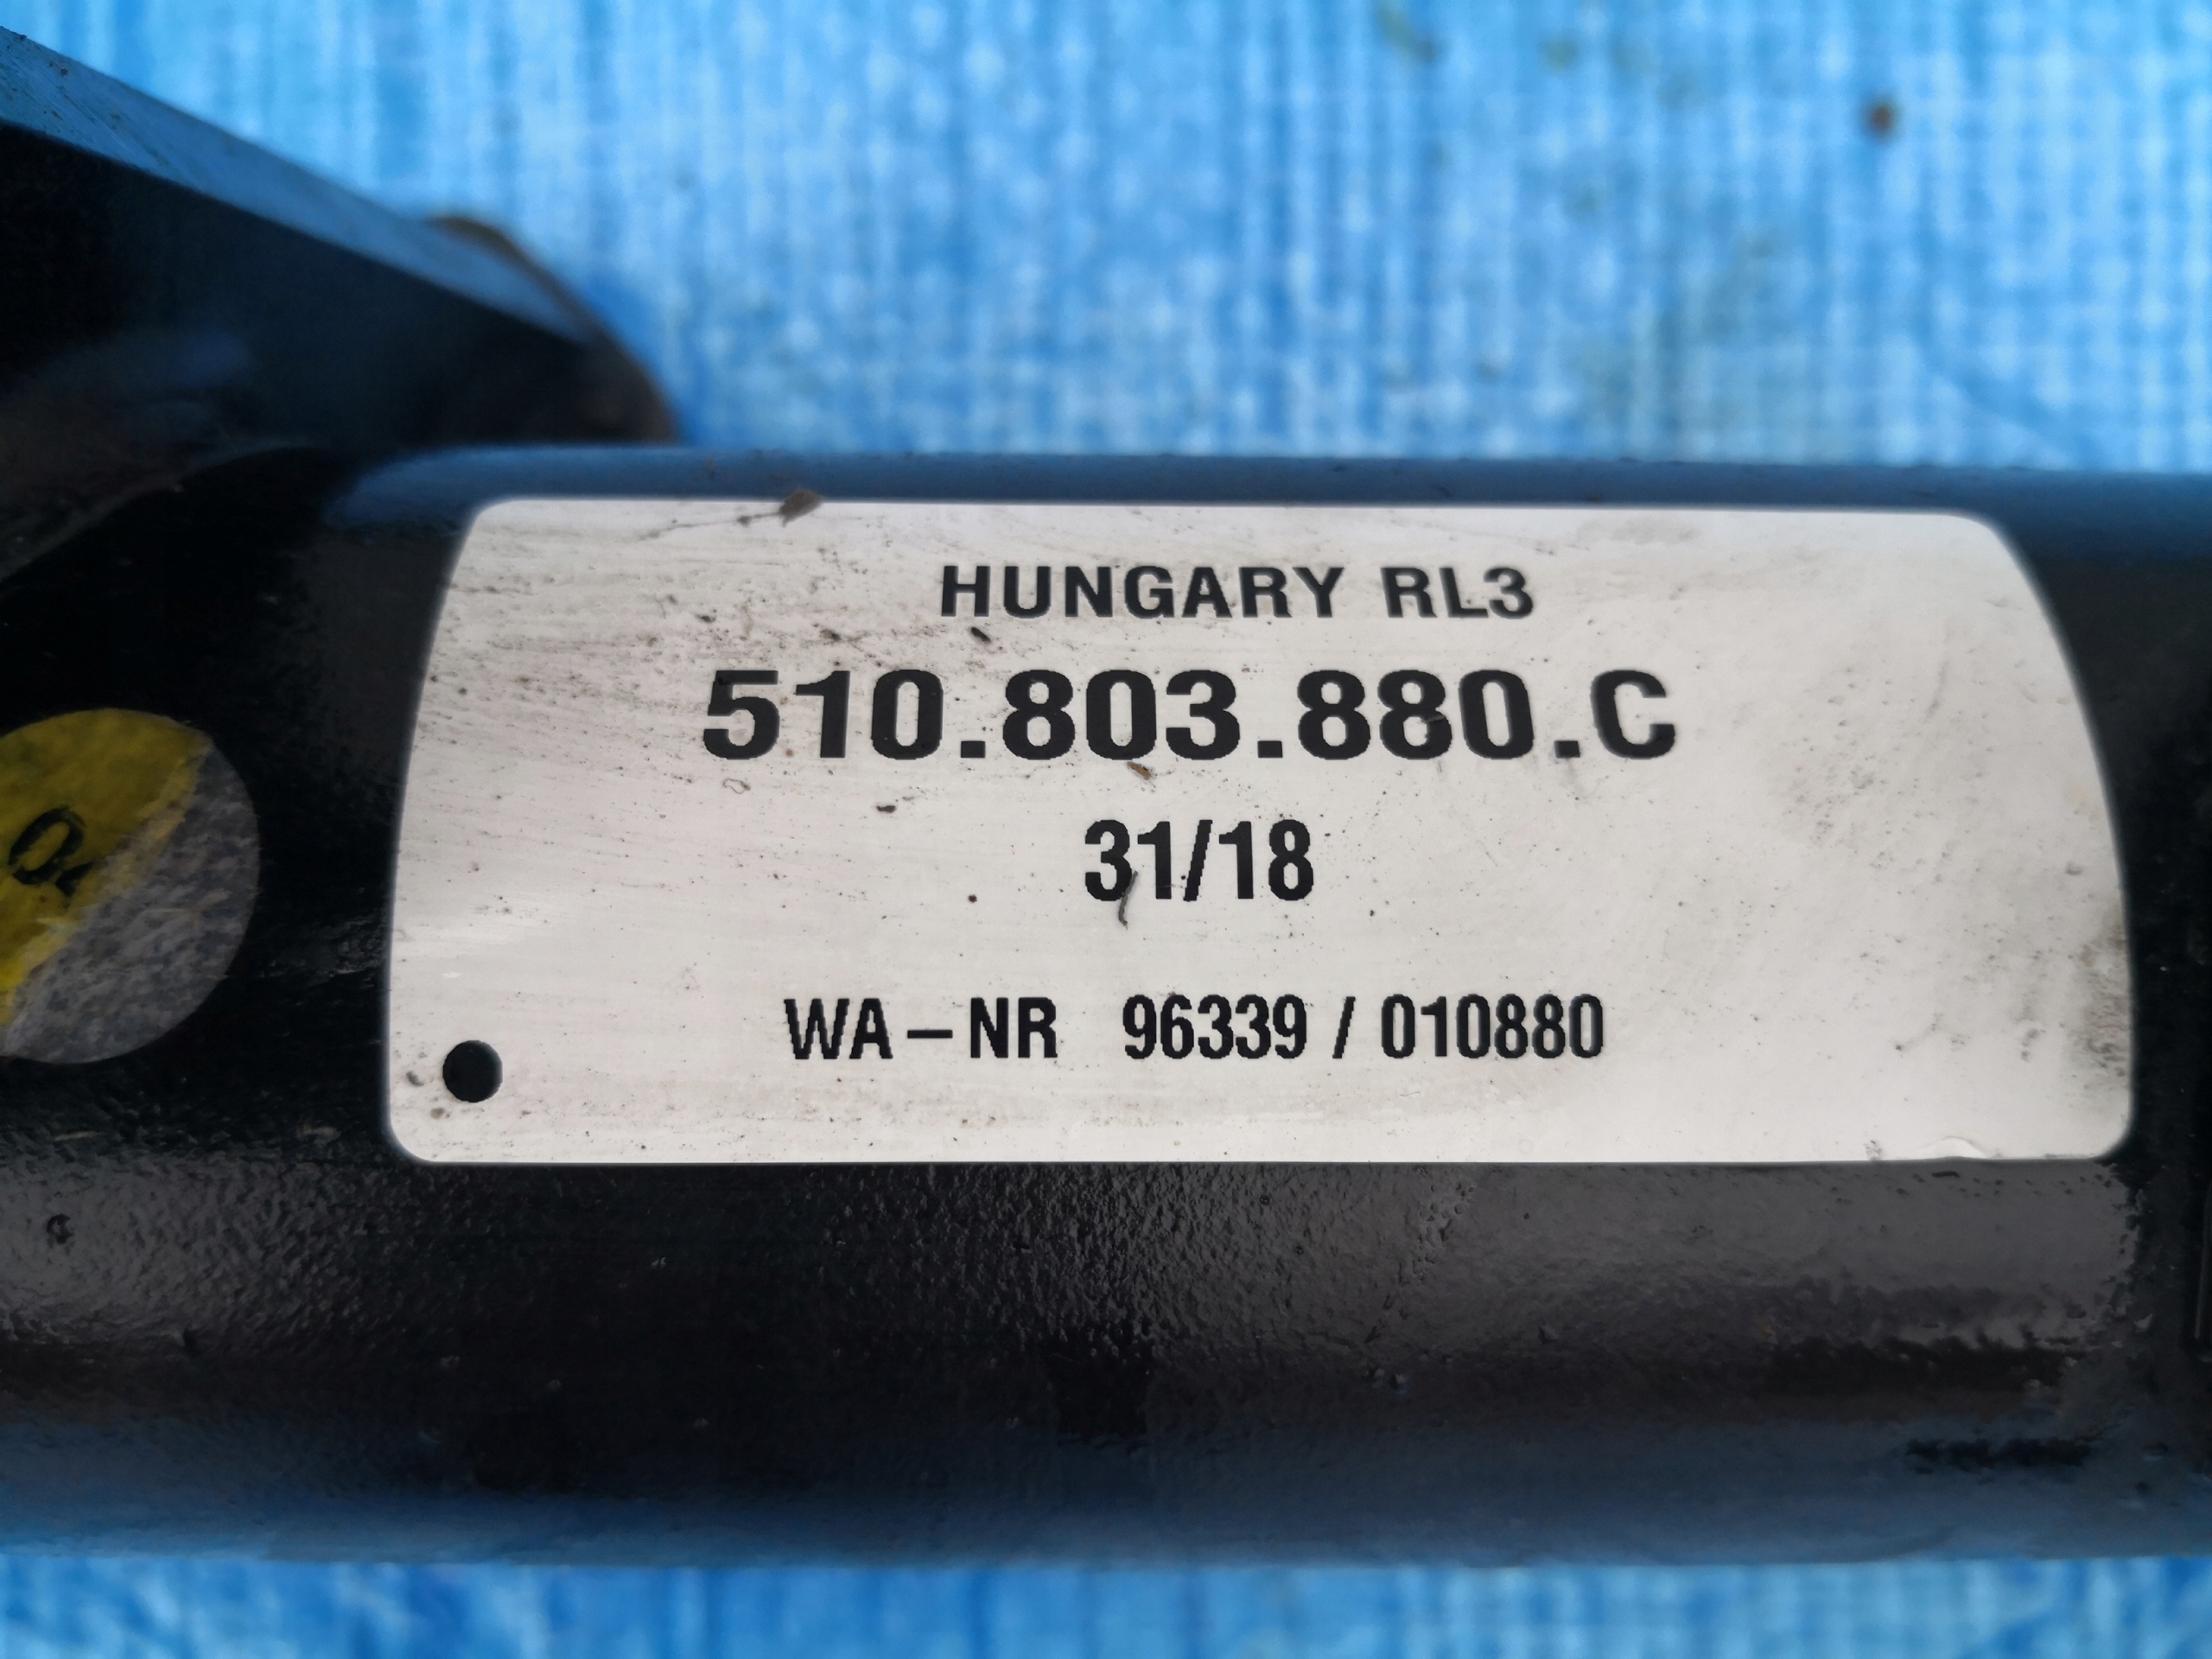 HUNGARY RL3
510.803.880.C
31/18
WA-NR 96339 / 010880